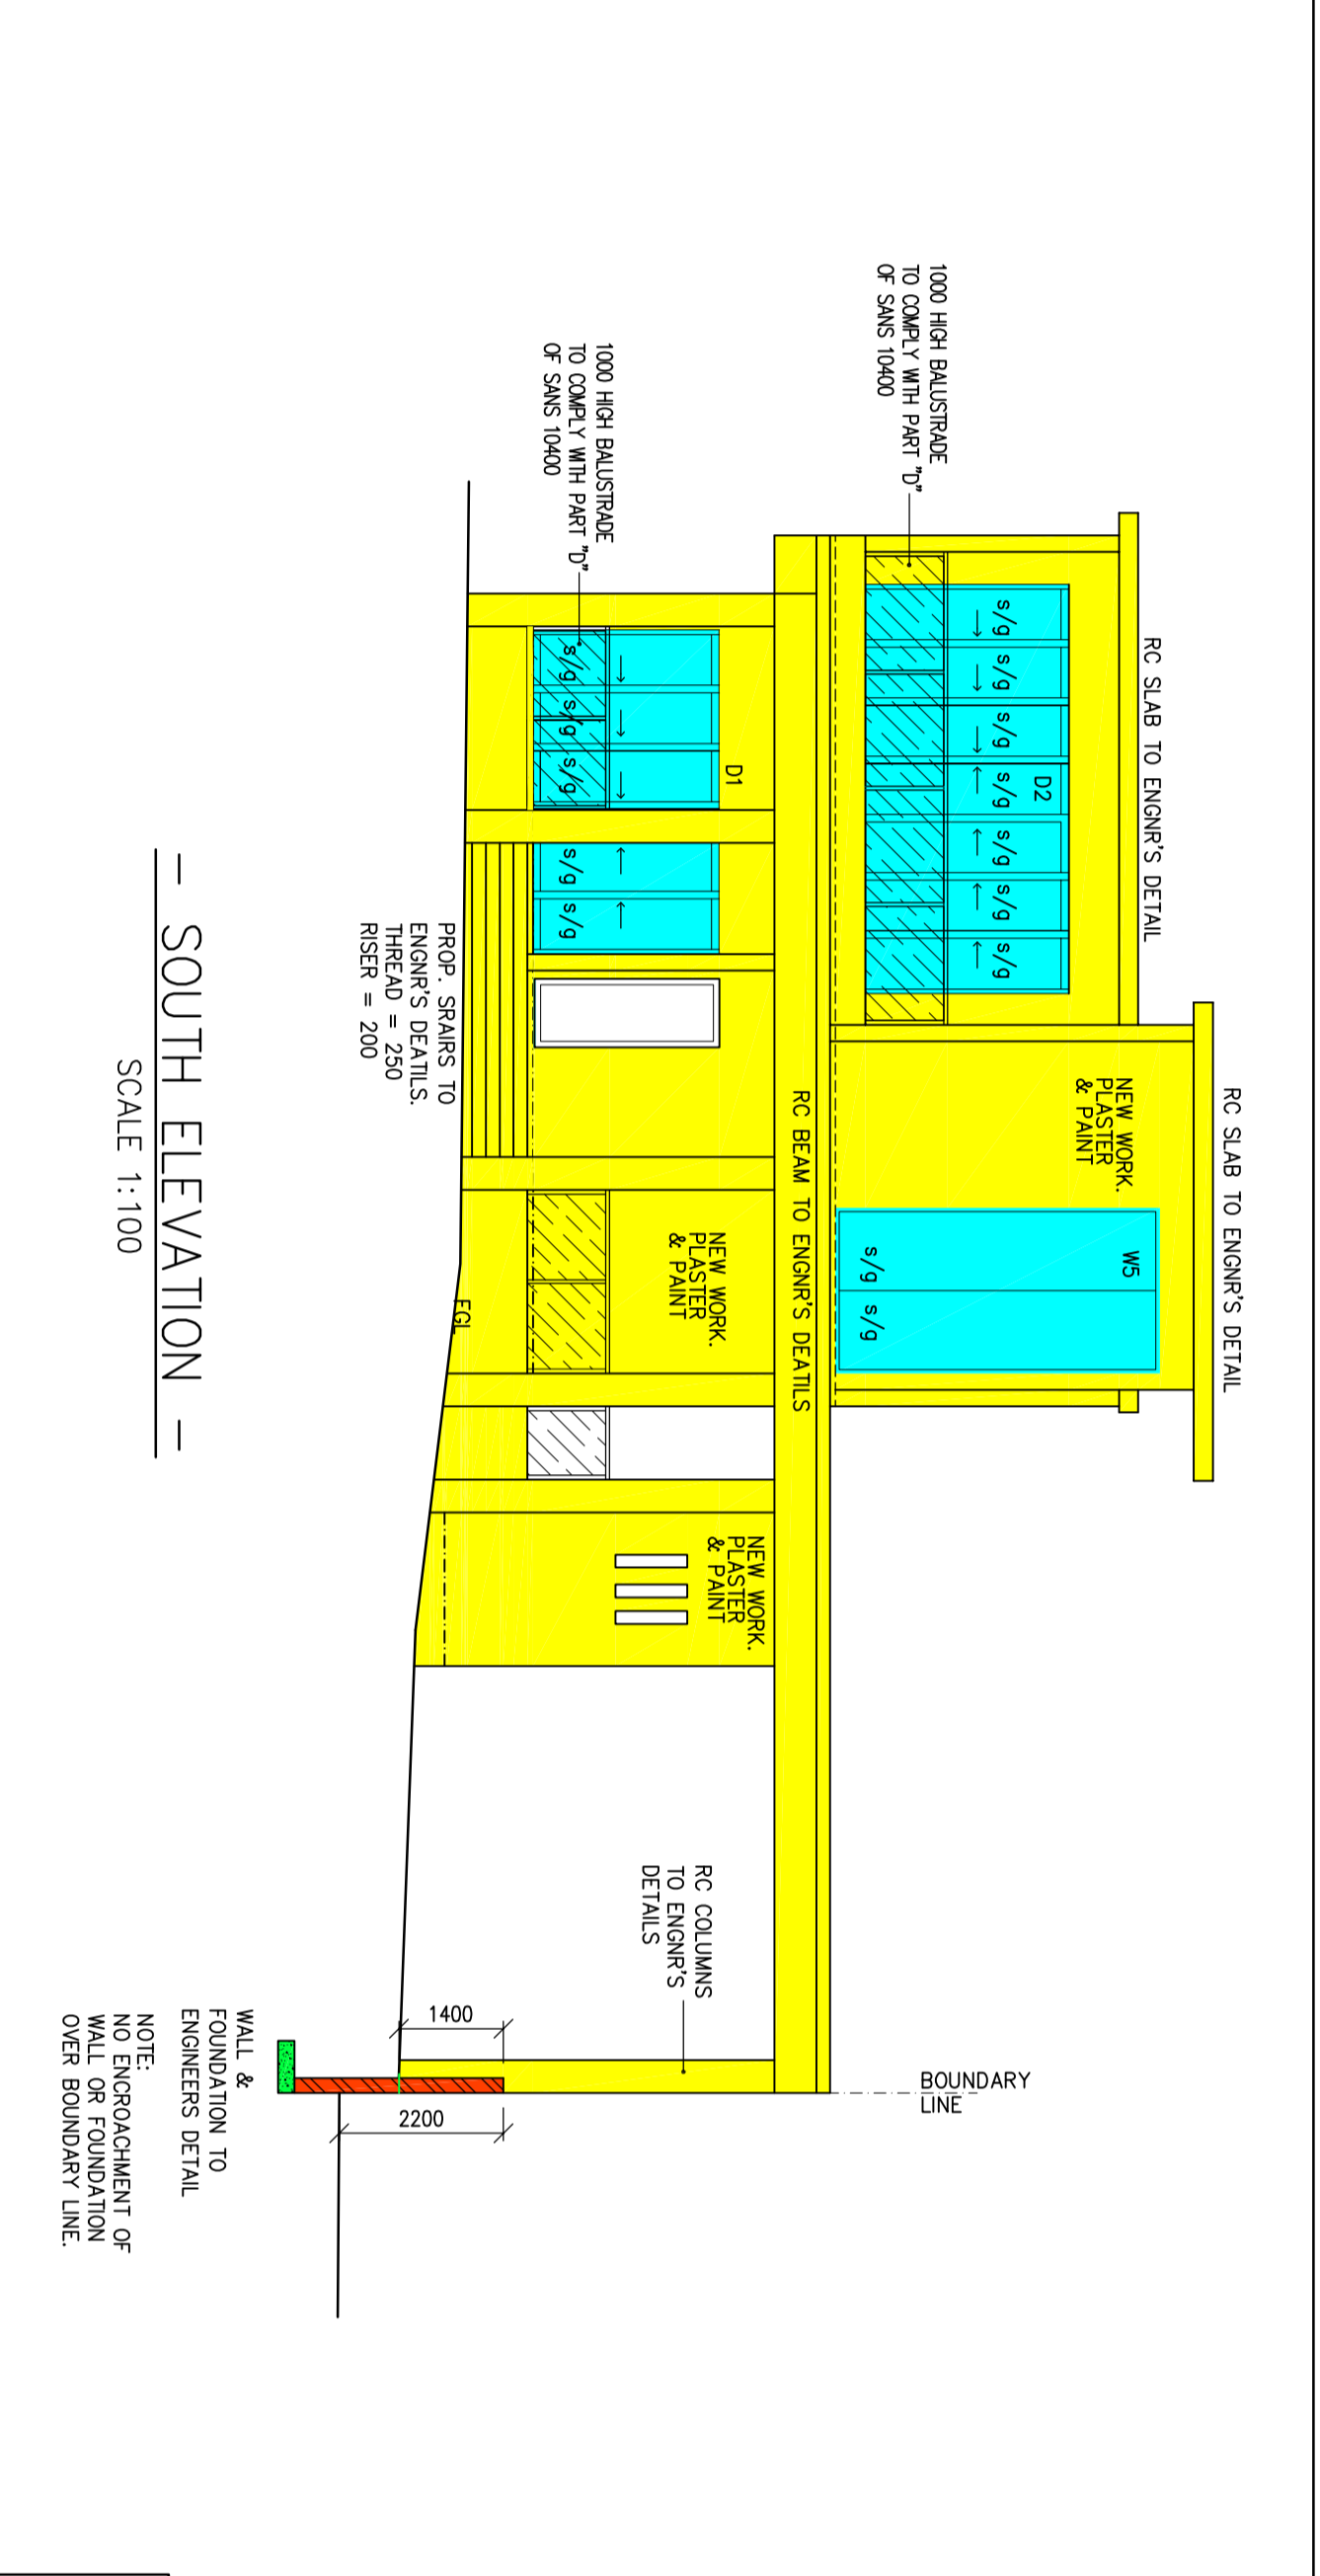 RC SLAB TO ENGNR'S DETAIL
RC SLAB TO ENGNR'S DETAIL
1000 HIGH BALUSTRADE
TO COMPLY WITH PART "D"
OF SANS 10400
D2
s/g s/g s/g s/g s/g s/g s/g
NEW WORK.
PLASTER
& PAINT
W5
s/g s/g
BOUNDARY
LINE
RC BEAM TO ENGNR'S DEATILS
1000 HIGH BALUSTRADE
TO COMPLY WITH PART "D"
OF SANS 10400
D1
s/g s/g s/g s/g s/g
NEW WORK.
PLASTER
& PAINT
NEW WORK.
PLASTER
& PAINT
RC COLUMNS
TO ENGNR'S
DETAILS
FGL
1400
2200
PROP. SRAIRS TO
ENGNR'S DEATILS.
THREAD = 250
RISER = 200
WALL &
FOUNDATION TO
ENGINEERS DETAIL
NOTE:
NO ENCROACHMENT OF
WALL OR FOUNDATION
OVER BOUNDARY LINE.
— SOUTH ELEVATION —
SCALE 1:100